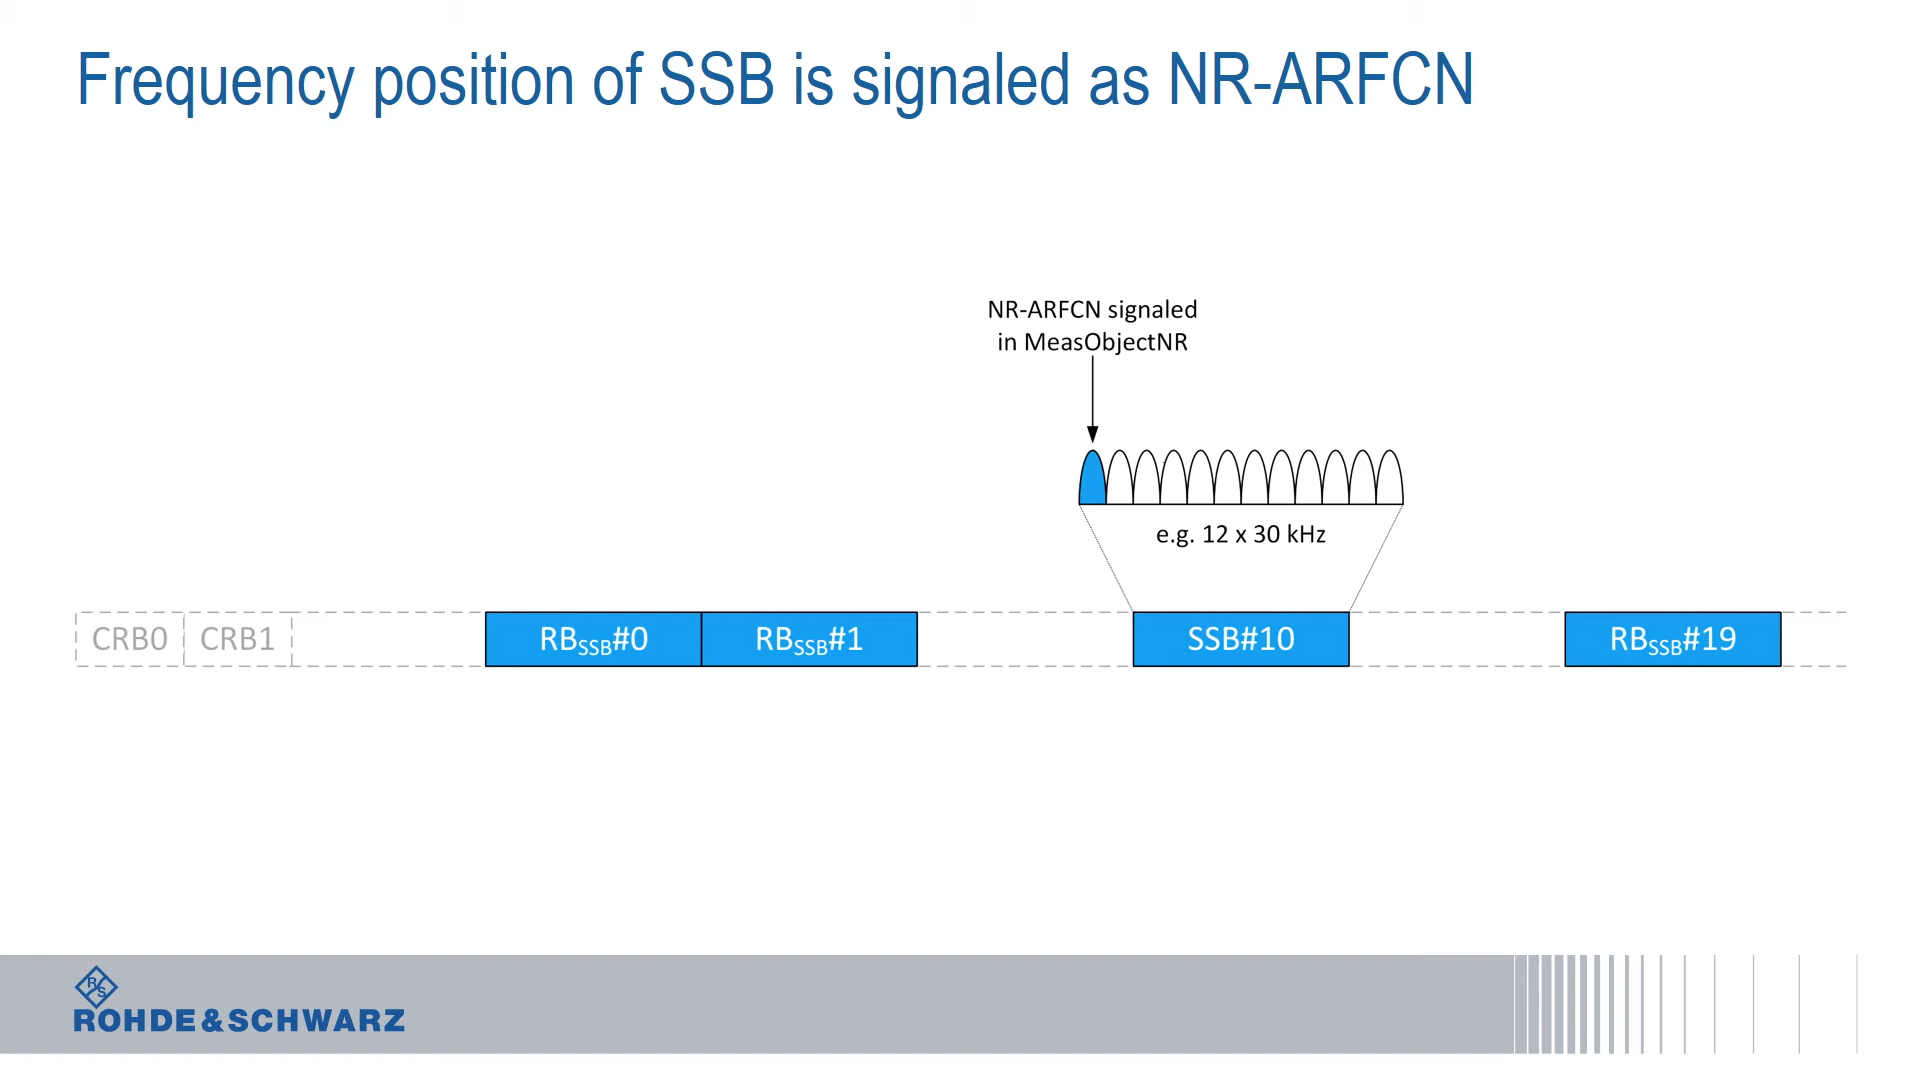 Frequency position of SSB is signaled as NR-ARFCN
NR-ARFCN signaled
in MeasObjectNR
e.g. 12 x 30 kHz
CRB0 CRB1 RBSSB#0 RBSSB#1 SSB#10 RBSSB#19
RS
ROHDE&SCHWARZ